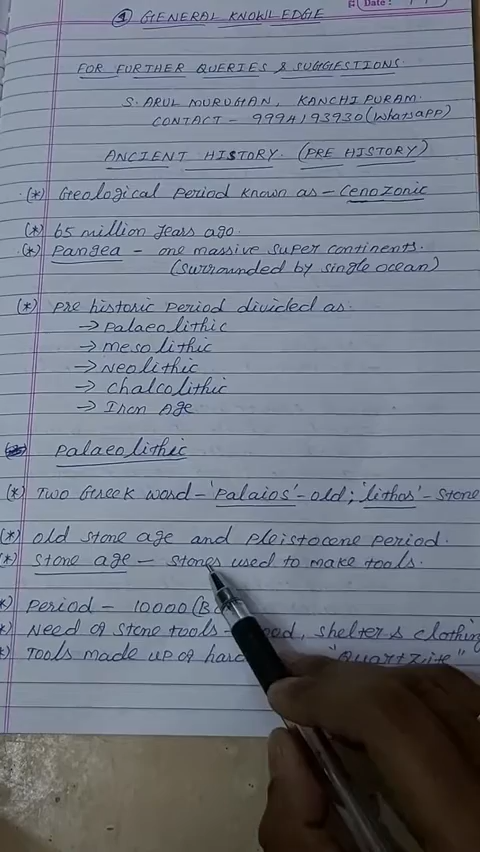 Date :
① GENERAL KNOWLEDGE
FOR FURTHER QUERIES & SUGGESTIONS.
S. ARUL MURUGHAN, KANCHIPURAM.
CONTACT - 9994193930 (Whatsapp)
ANCIENT HISTORY. (PRE HISTORY)
(*) Geological Period known as - Cenozonic
(*) 65 million years ago.
(*) Pangea - one massive super continents.
(surrounded by single ocean)
(*) Pre historic Period divided as.
→ Palaeolithic
→ Mesolithic
→ Neolithic
→ Chalcolithic
→ Iron Age
Palaeolithic
(*) Two Greek word - 'Palaios' - old; 'lithos' - stone
(*) old stone age and Pleistocene Period.
(*) Stone age - stones used to make tools.
(*) Period - 10000 (BC
(*) Need of stone tools - shelter & clothing
(*) Tools made up of hard "Quartzite"